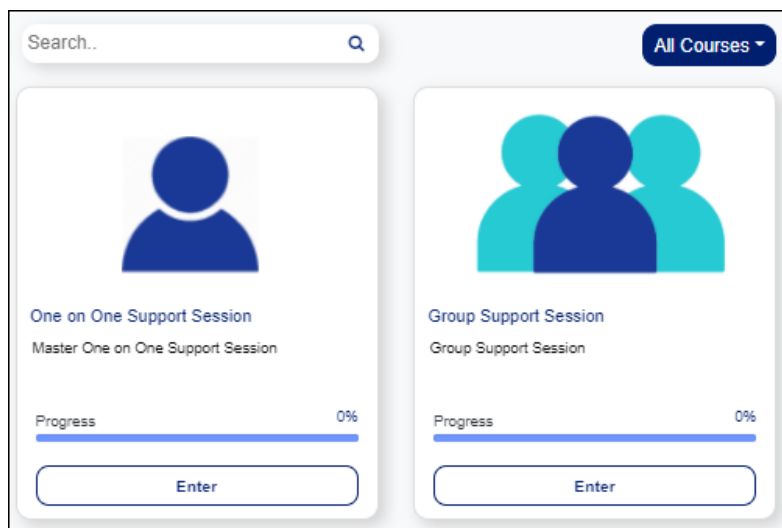 Search..
All Courses
One on One Support Session
Master One on One Support Session
Progress 0%
Enter
Group Support Session
Group Support Session
Progress 0%
Enter